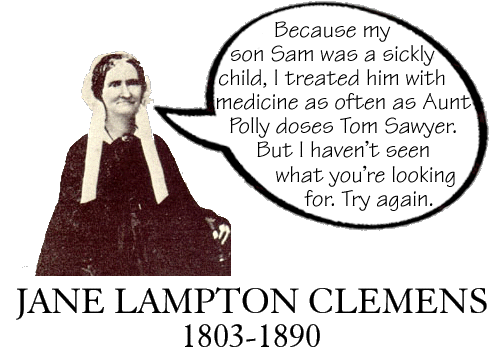 Because my
son Sam was a sickly
child, I treated him with
medicine as often as Aunt
Polly doses Tom Sawyer.
But I haven't seen
what you're looking
for. Try again.
JANE LAMPTON CLEMENS
1803-1890